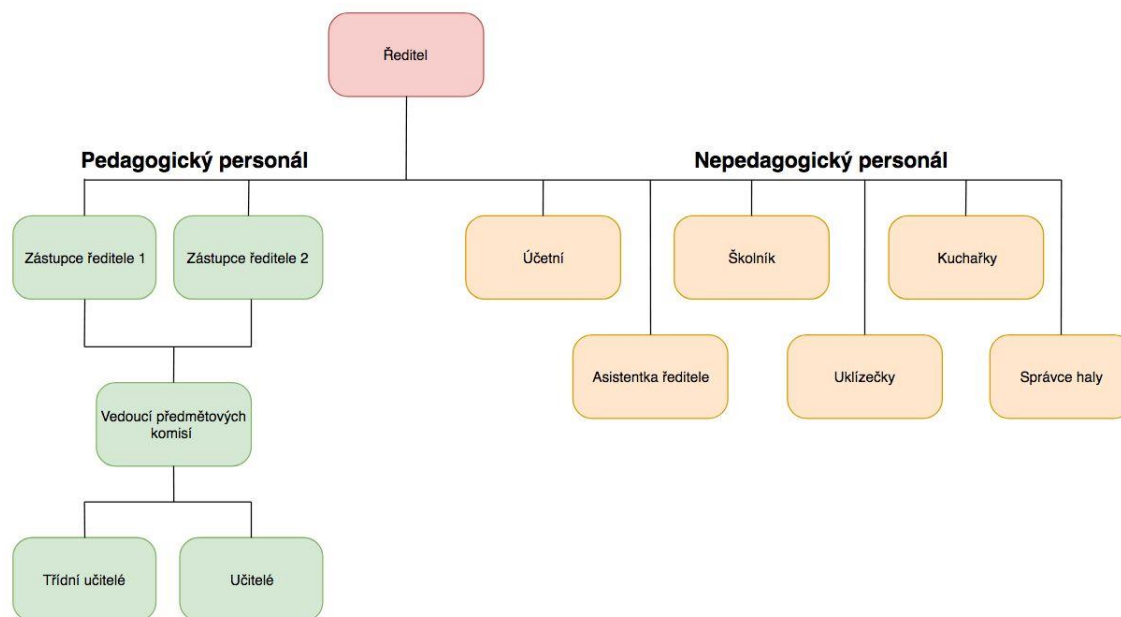 Ředitel
Pedagogický personál
Nepedagogický personál
Zástupce ředitele 1
Zástupce ředitele 2
Účetní
Školník
Kuchařky
Asistentka ředitele
Uklízečky
Správce haly
Vedoucí předmětových
komisí
Třídní učitelé
Učitelé